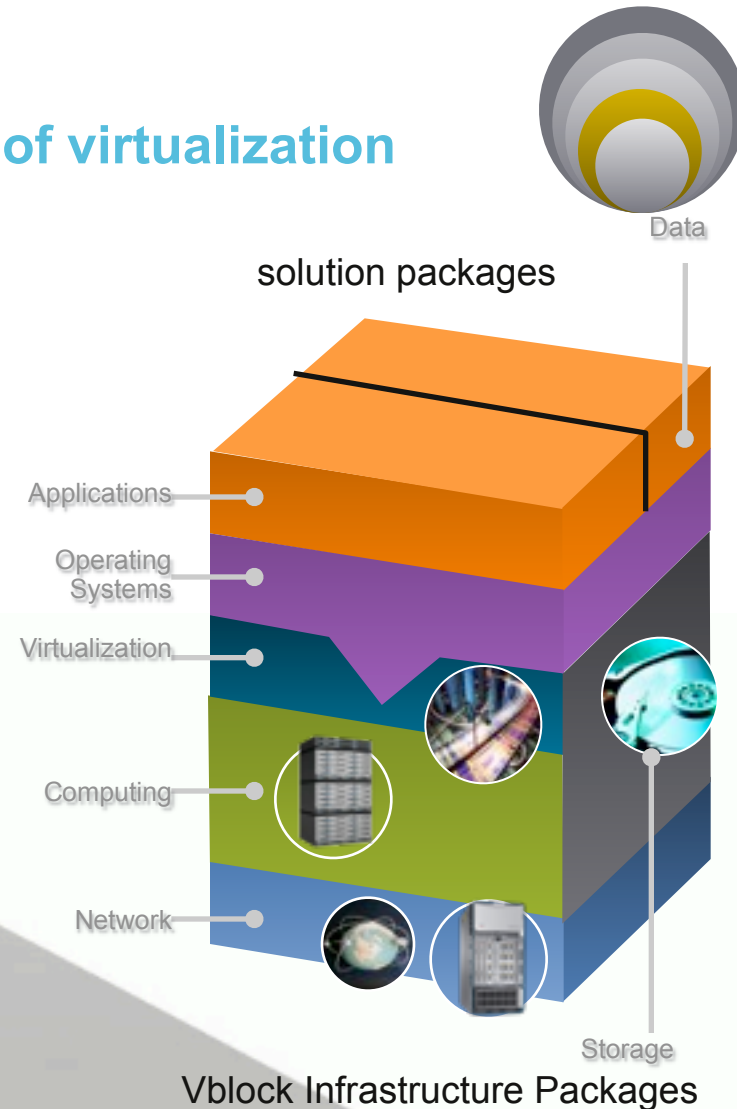 of virtualization
Data
solution packages
Applications
Operating
Systems
Virtualization
Computing
Network
Storage
Vblock Infrastructure Packages